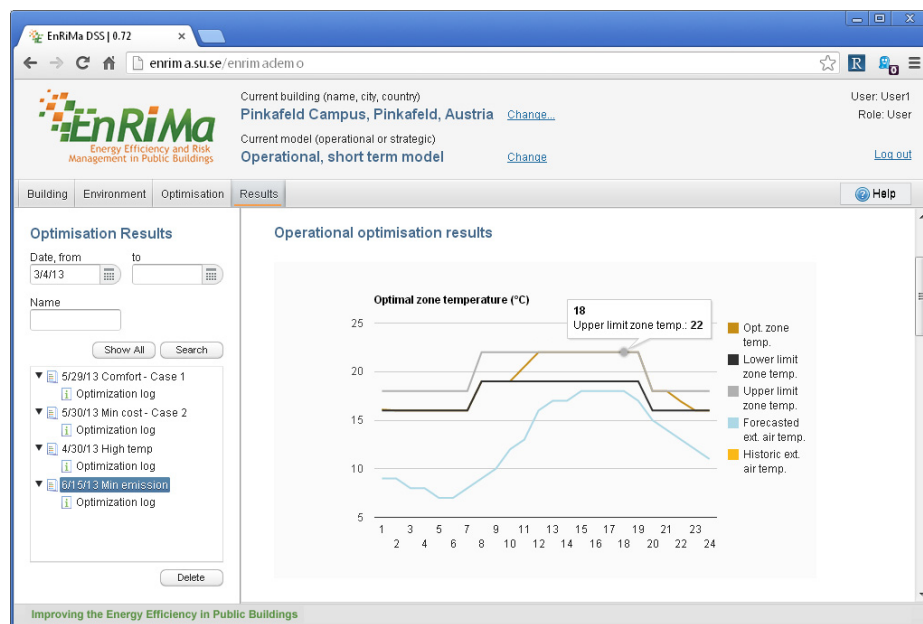 EnRiMa DSS | 0.72
enrima.su.se/enrimademo
R
0
EnRiMa
Energy Efficiency and Risk
Management in Public Buildings
Current building (name, city, country)
Pinkafeld Campus, Pinkafeld, Austria Change...
Current model (operational or strategic)
Operational, short term model Change
User: User1
Role: User
Log out
Building Environment Optimisation Results
Help
Optimisation Results
Date, from to
3/4/13
Name
Show All Search
5/29/13 Comfort - Case 1
Optimization log
5/30/13 Min cost - Case 2
Optimization log
4/30/13 High temp
Optimization log
6/15/13 Min emission
Optimization log
Delete
Operational optimisation results
Optimal zone temperature (°C)
18
Upper limit zone temp.: 22
25
20
15
10
5
1 3 5 7 9 11 13 15 17 19 21 23
2 4 6 8 10 12 14 16 18 20 22 24
Opt. zone
temp.
Lower limit
zone temp.
Upper limit
zone temp.
Forecasted
ext. air temp.
Historic ext.
air temp.
Improving the Energy Efficiency in Public Buildings